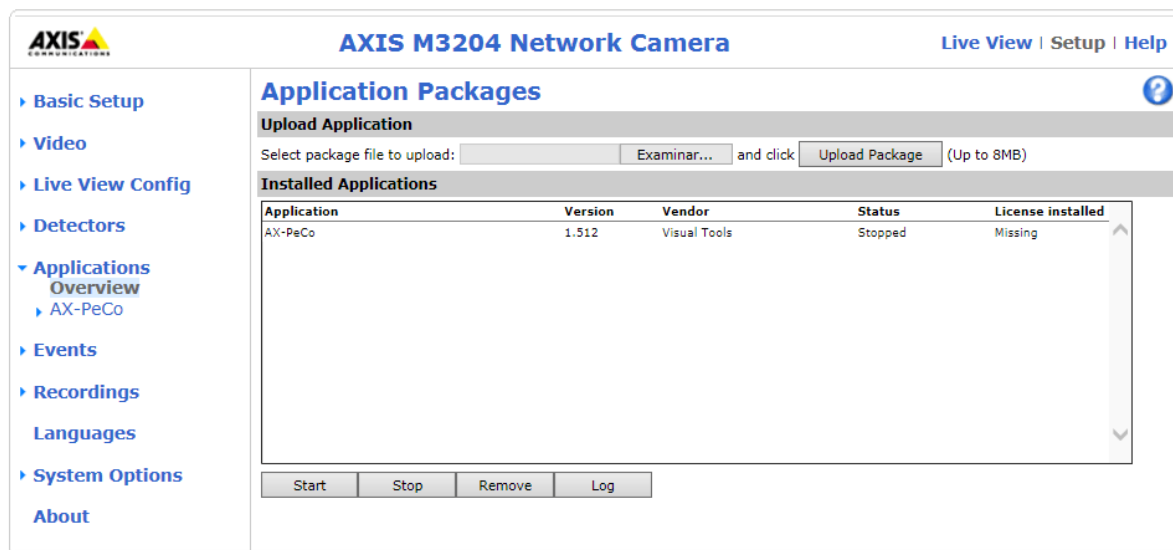 AXIS
COMMUNICATIONS
AXIS M3204 Network Camera
Live View | Setup | Help
Basic Setup
Video
Live View Config
Detectors
Applications
Overview
AX-PeCo
Events
Recordings
Languages
System Options
About
Application Packages
?
Upload Application
Select package file to upload: Examinar... and click Upload Package (Up to 8MB)
Installed Applications
Application Version Vendor Status License installed
AX-PeCo 1.512 Visual Tools Stopped Missing
Start Stop Remove Log